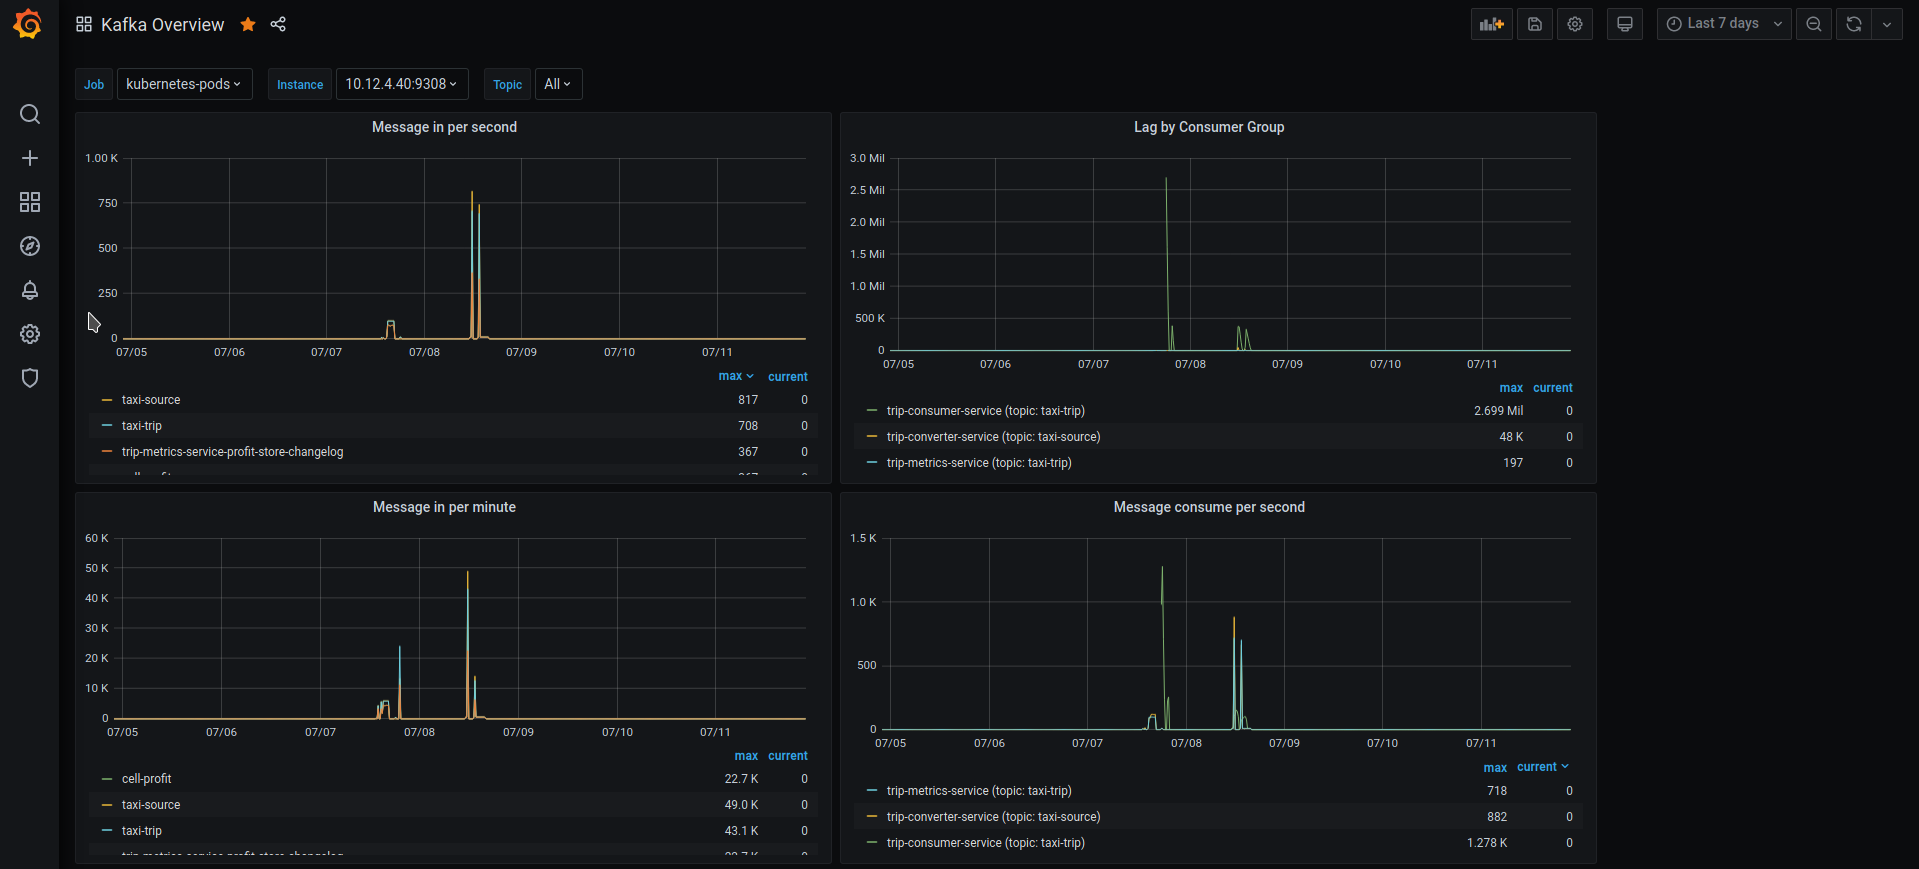 Kafka Overview
Last 7 days
Job kubernetes-pods Instance 10.12.4.40:9308 Topic All
Message in per second
1.00 K
750
500
250
0
07/05 07/06 07/07 07/08 07/09 07/10 07/11
max current
taxi-source 817 0
taxi-trip 708 0
trip-metrics-service-profit-store-changelog 367 0
Lag by Consumer Group
3.0 Mil
2.5 Mil
2.0 Mil
1.5 Mil
1.0 Mil
500 K
0
07/05 07/06 07/07 07/08 07/09 07/10 07/11
max current
trip-consumer-service (topic: taxi-trip) 2.699 Mil 0
trip-converter-service (topic: taxi-source) 48 K 0
trip-metrics-service (topic: taxi-trip) 197 0
Message in per minute
60 K
50 K
40 K
30 K
20 K
10 K
0
07/05 07/06 07/07 07/08 07/09 07/10 07/11
max current
cell-profit 22.7 K 0
taxi-source 49.0 K 0
taxi-trip 43.1 K 0
Message consume per second
1.5 K
1.0 K
500
0
07/05 07/06 07/07 07/08 07/09 07/10 07/11
max current
trip-metrics-service (topic: taxi-trip) 718 0
trip-converter-service (topic: taxi-source) 882 0
trip-consumer-service (topic: taxi-trip) 1.278 K 0